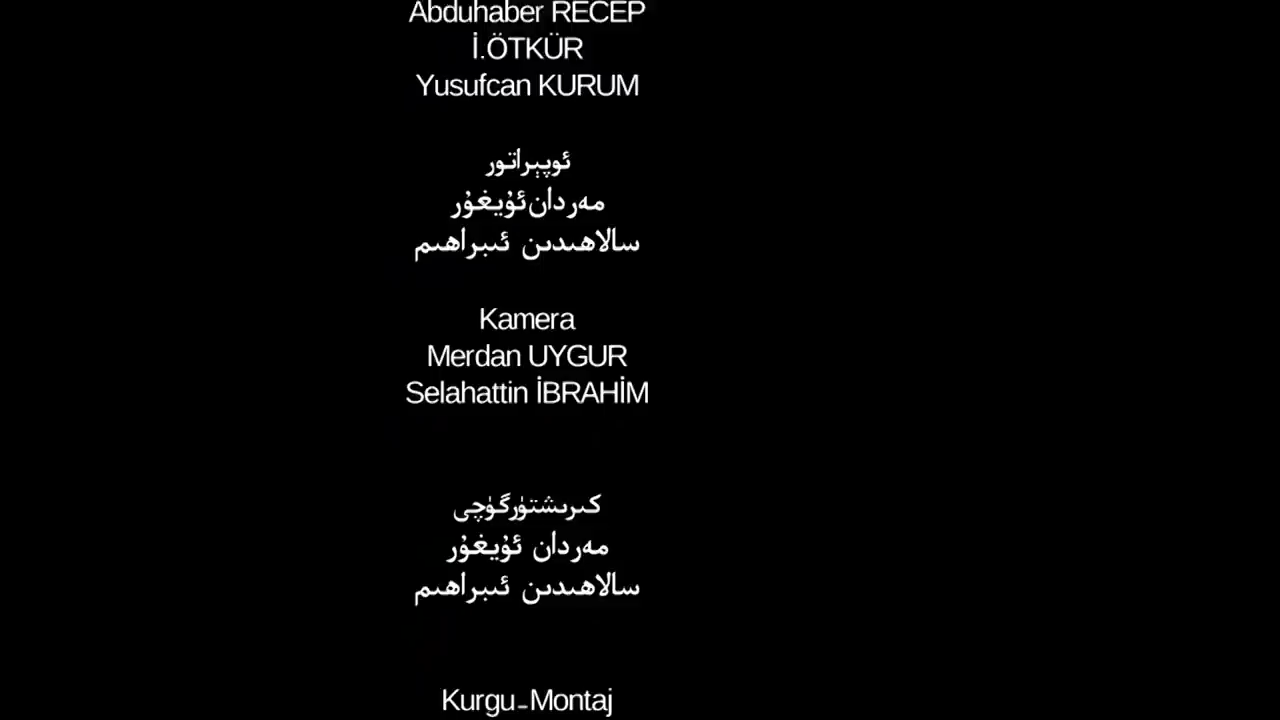 Abduhaber RECEP
İ.ÖTKÜR
Yusufcan KURUM
ئوپېراتور
مەردان ئۇيغۇر
سالاھىدىن ئىبراھىم
Kamera
Merdan UYGUR
Selahattin İBRAHİM
كىرىشتۈرگۈچى
مەردان ئۇيغۇر
سالاھىدىن ئىبراھىم
Kurgu-Montaj